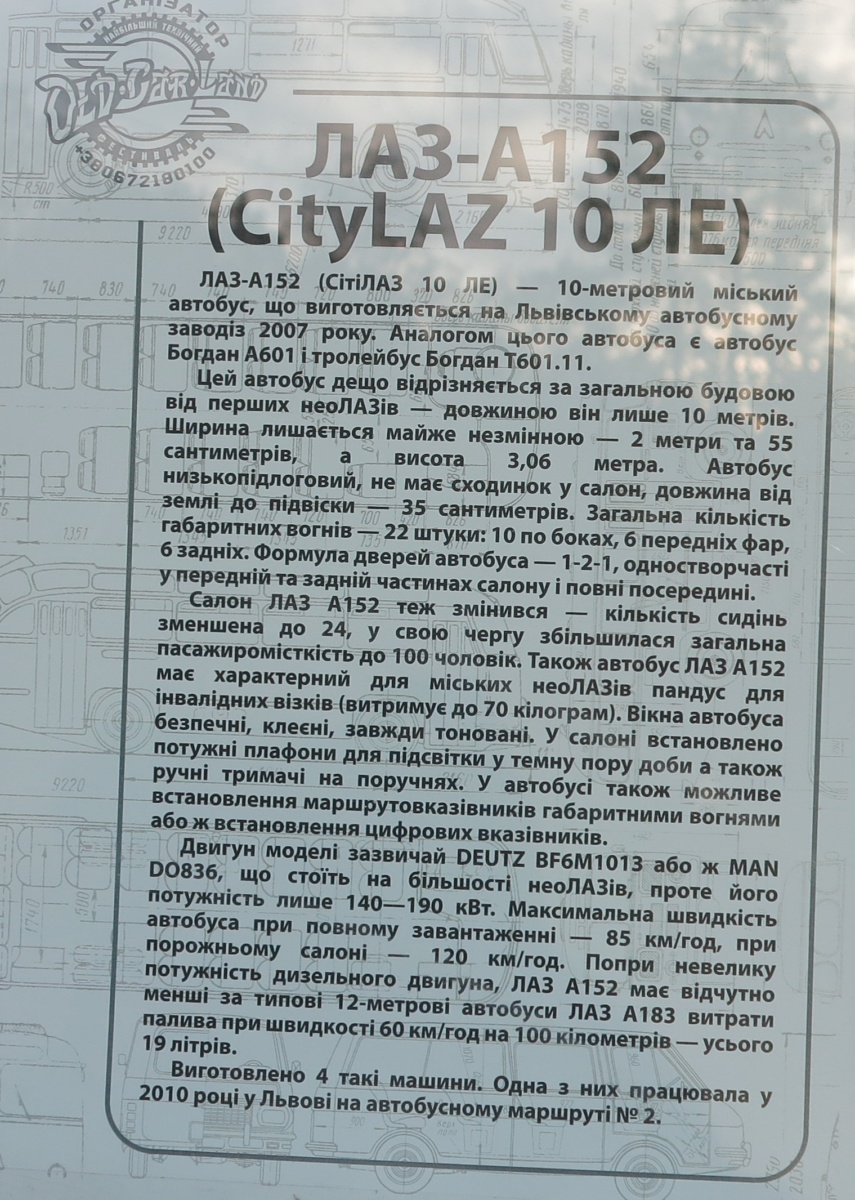 ОРГАНІЗАТОР
НАЙБІЛЬШИЙ ТЕХНІЧНИЙ
OLD CAR LAND
ФЕСТИВАЛЬ
+380672180100
ЛАЗ-А152
(CityLAZ 10 ЛЕ)
ЛАЗ-А152 (СітіЛАЗ 10 ЛЕ) — 10-метровий міський
автобус, що виготовляється на Львівському автобусному
заводіз 2007 року. Аналогом цього автобуса є автобус
Богдан А601 і тролейбус Богдан Т601.11.
Цей автобус дещо відрізняється за загальною будовою
від перших неоЛАЗів — довжиною він лише 10 метрів.
Ширина лишається майже незмінною — 2 метри та 55
сантиметрів, а висота 3,06 метра. Автобус
низькопідлоговий, не має сходинок у салон, довжина від
землі до підвіски — 35 сантиметрів. Загальна кількість
габаритних вогнів — 22 штуки: 10 по боках, 6 передніх фар,
6 задніх. Формула дверей автобуса — 1-2-1, одностворчасті
у передній та задній частинах салону і повні посередині.
Салон ЛАЗ А152 теж змінився — кількість сидінь
зменшена до 24, у свою чергу збільшилася загальна
пасажиромісткість до 100 чоловік. Також автобус ЛАЗ А152
має характерний для міських неоЛАЗів пандус для
інвалідних візків (витримує до 70 кілограм). Вікна автобуса
безпечні, клеєні, завжди тоновані. У салоні встановлено
потужні плафони для підсвітки у темну пору доби а також
ручні тримачі на поручнях. У автобусі також можливе
встановлення маршрутовказівників габаритними вогнями
або ж встановлення цифрових вказівників.
Двигун моделі зазвичай DEUTZ BF6M1013 або ж MAN
DO836, що стоїть на більшості неоЛАЗів, проте його
потужність лише 140—190 кВт. Максимальна швидкість
автобуса при повному завантаженні — 85 км/год, при
порожньому салоні — 120 км/год. Попри невелику
потужність дизельного двигуна, ЛАЗ А152 має відчутно
менші за типові 12-метрові автобуси ЛАЗ А183 витрати
палива при швидкості 60 км/год на 100 кілометрів — усього
19 літрів.
Виготовлено 4 такі машини. Одна з них працювала у
2010 році у Львові на автобусному маршруті № 2.